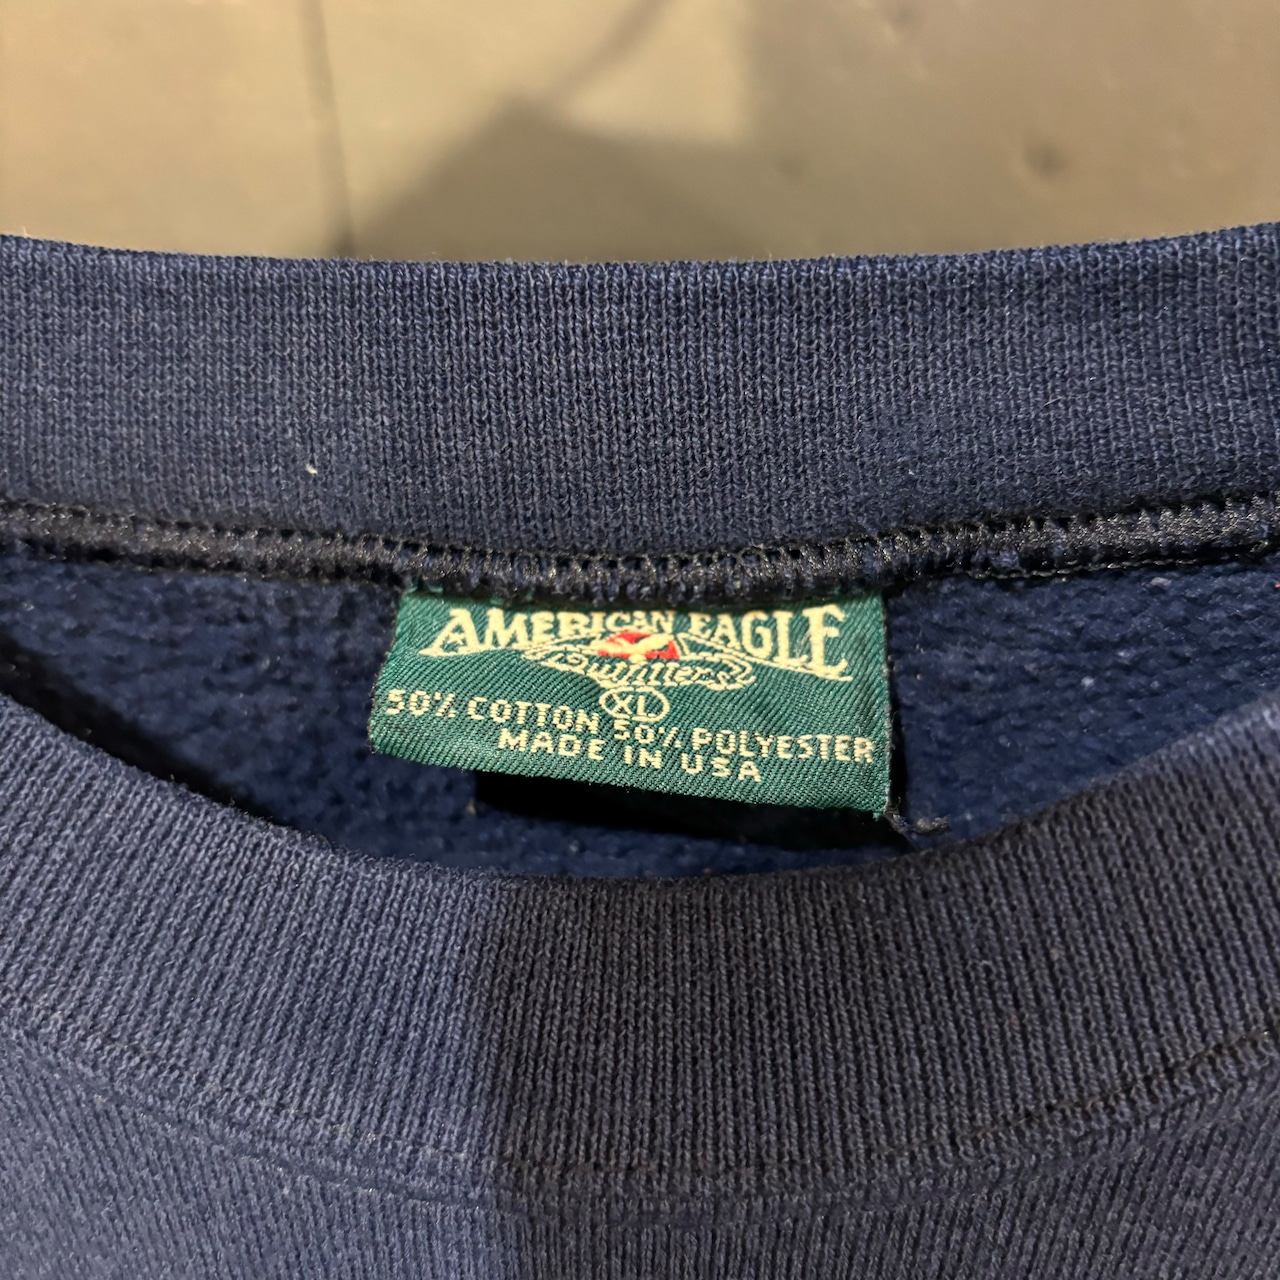 AMERICAN EAGLE
Outfitters
XL
50% COTTON 50% POLYESTER
MADE IN USA